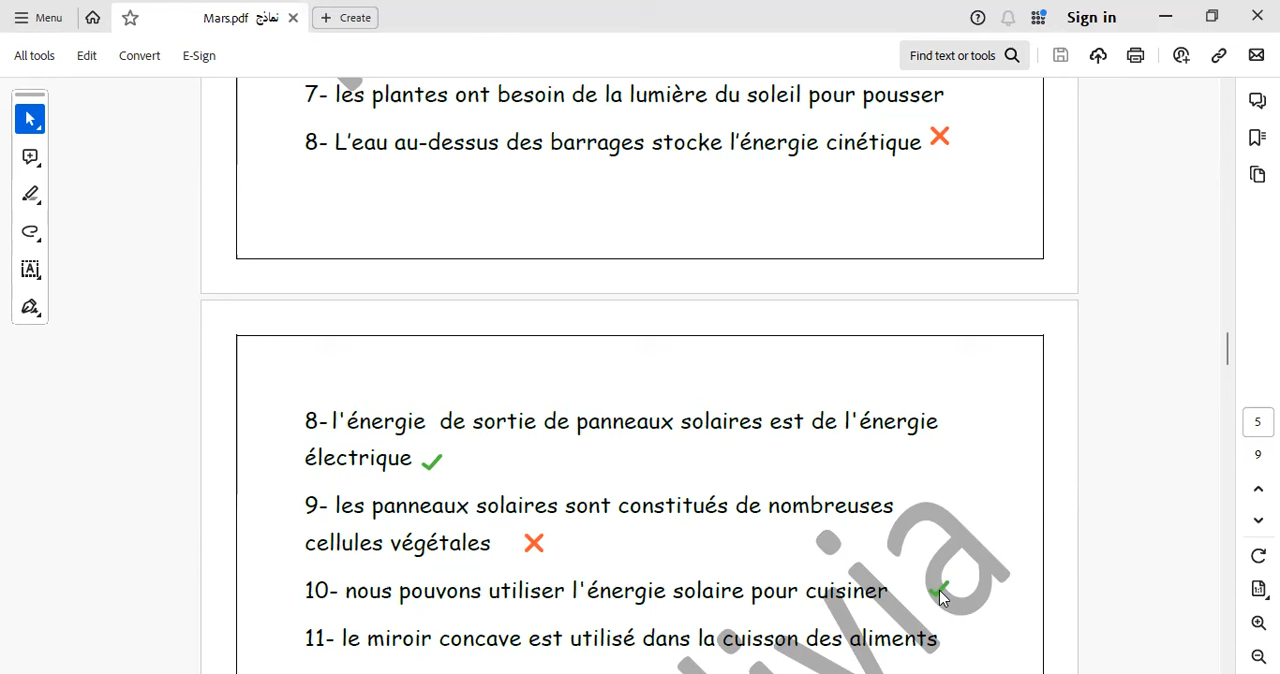 Menu
Mars.pdf نماذج
Create
Sign in
All tools
Edit
Convert
E-Sign
Find text or tools
7- les plantes ont besoin de la lumière du soleil pour pousser
8- L'eau au-dessus des barrages stocke l'énergie cinétique
8-l'énergie de sortie de panneaux solaires est de l'énergie
électrique
9- les panneaux solaires sont constitués de nombreuses
cellules végétales
10- nous pouvons utiliser l'énergie solaire pour cuisiner
11- le miroir concave est utilisé dans la cuisson des aliments
5
9